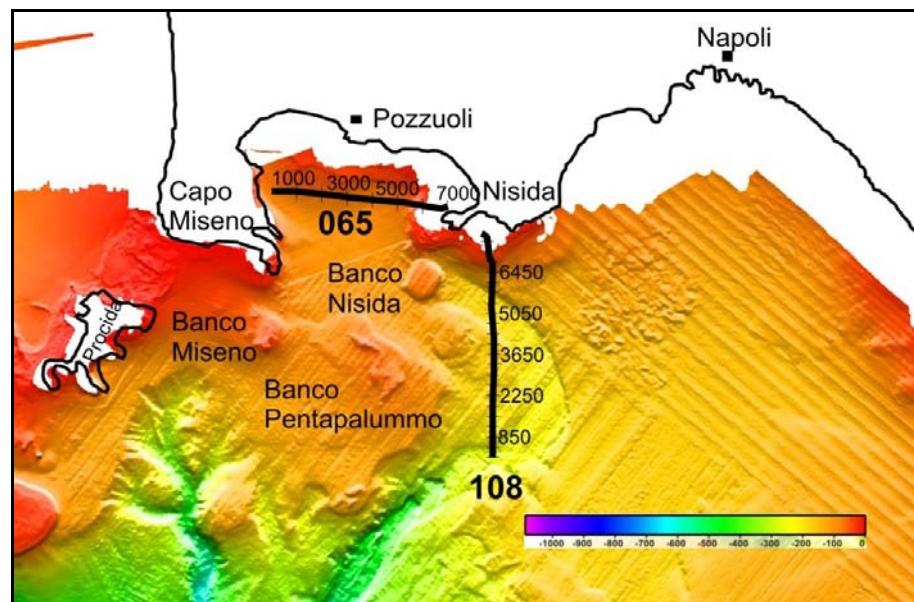 Napoli
Pozzuoli
Capo
Miseno
1000
3000
5000
7000
Nisida
065
Banco
Nisida
6450
5050
3650
2250
850
108
Procida
Banco
Miseno
Banco
Pentapalummo
-1000 -900 -800 -700 -600 -500 -400 -300 -200 -100 0